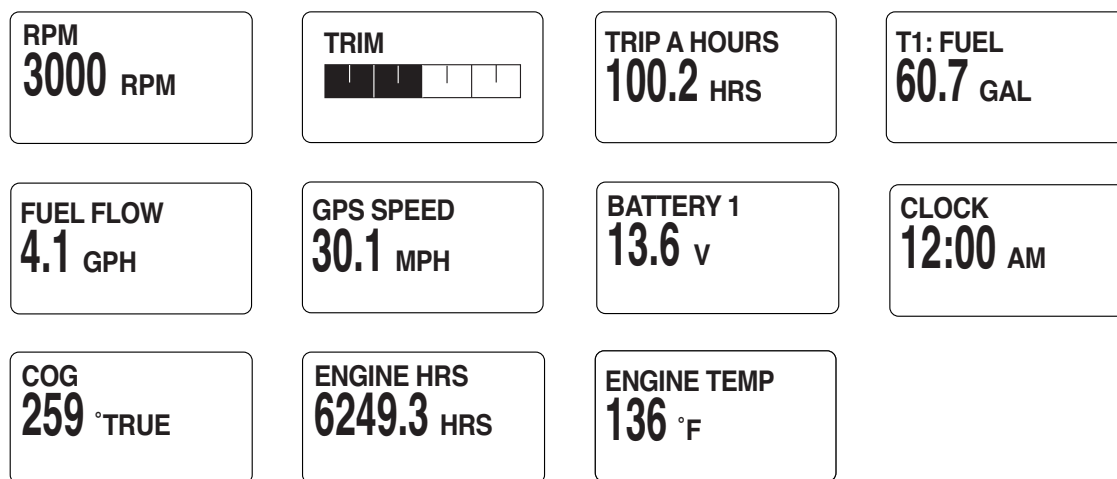 RPM
3000 RPM
TRIM
TRIP A HOURS
100.2 HRS
T1: FUEL
60.7 GAL
FUEL FLOW
4.1 GPH
GPS SPEED
30.1 MPH
BATTERY 1
13.6 V
CLOCK
12:00 AM
COG
259 °TRUE
ENGINE HRS
6249.3 HRS
ENGINE TEMP
136 °F